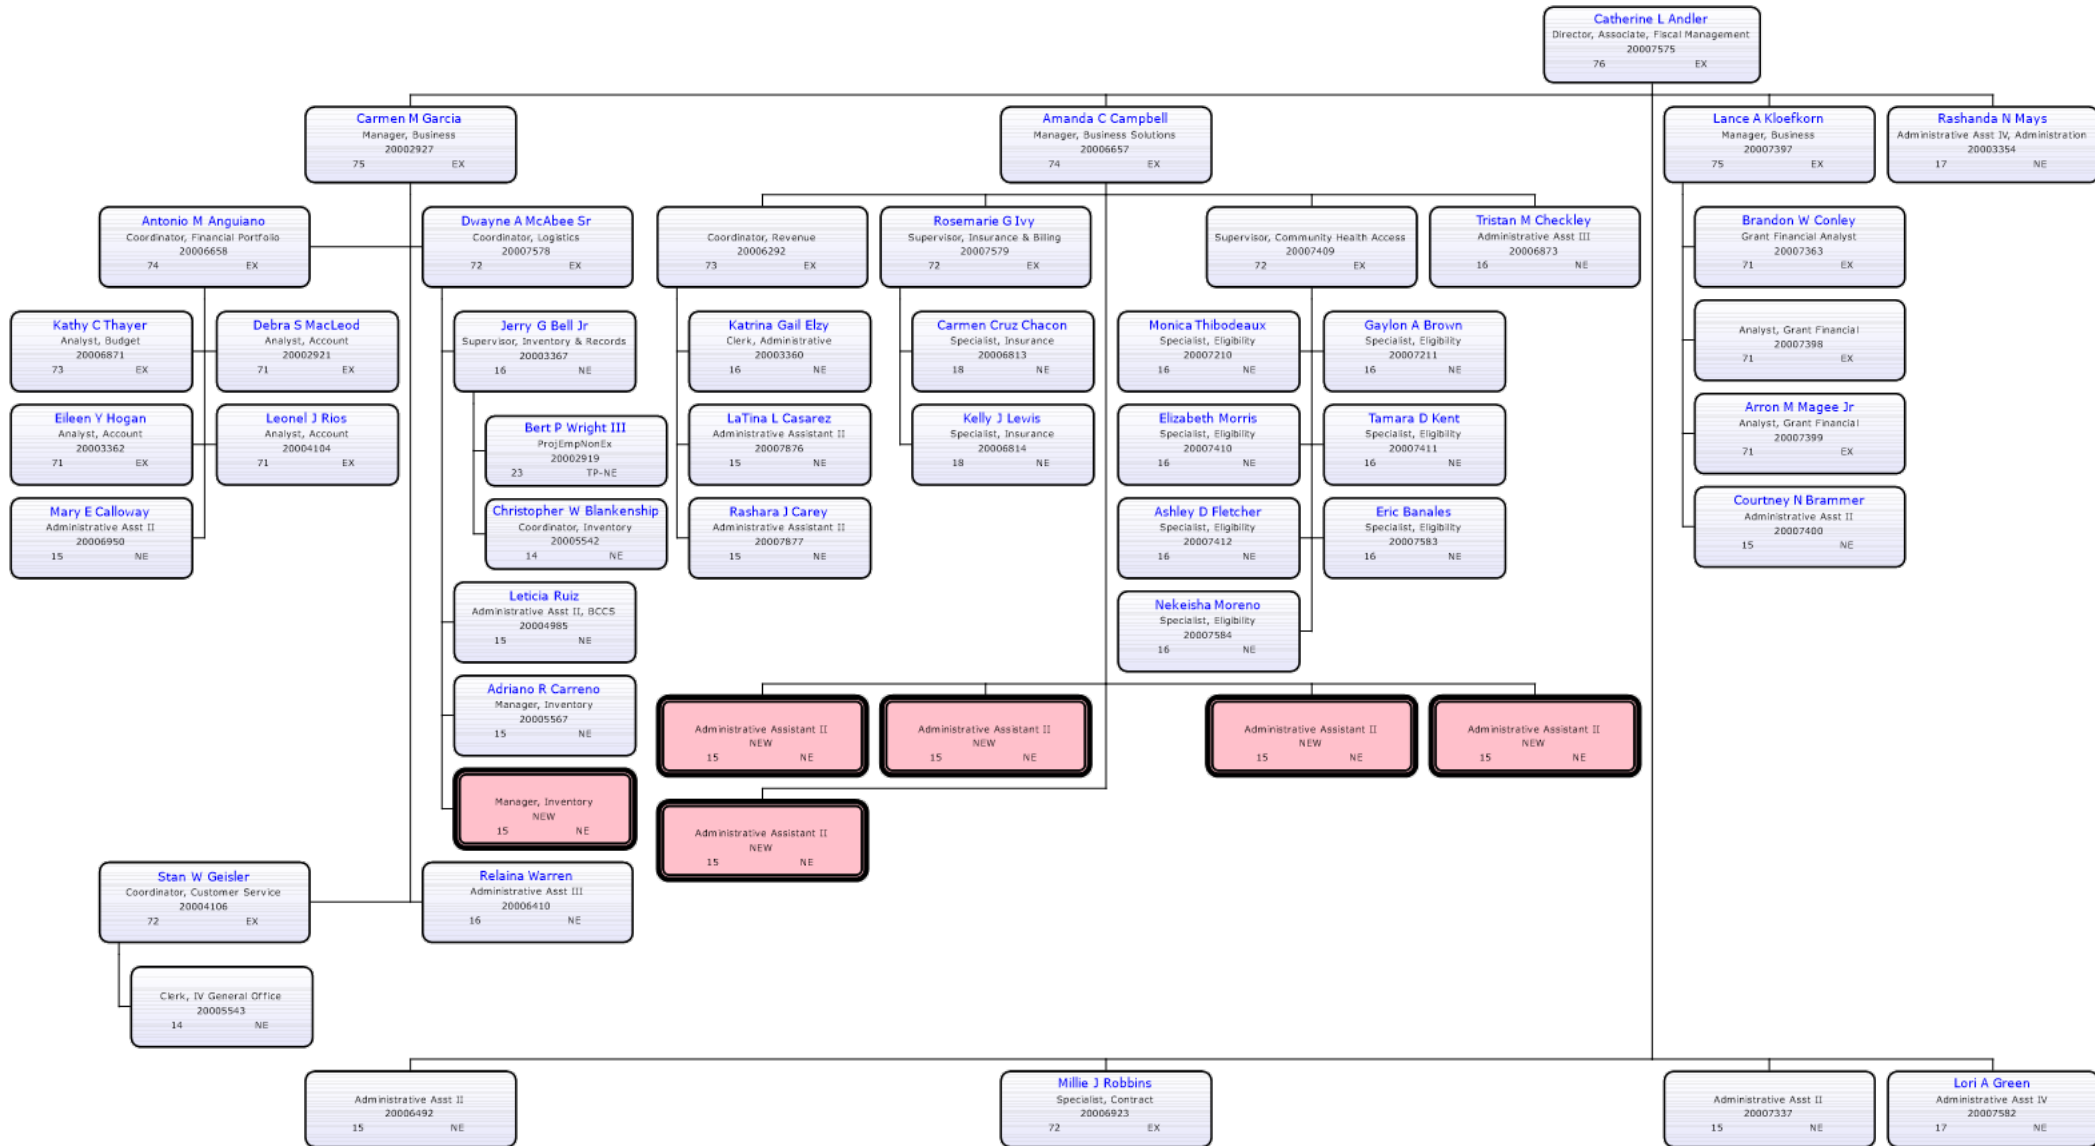 Catherine L Andler
Director, Associate, Fiscal Management
20007575
76 EX
Carmen M Garcia
Manager, Business
20002927
75 EX
Amanda C Campbell
Manager, Business Solutions
20006657
74 EX
Lance A Kloefkorn
Manager, Business
20007397
75 EX
Rashanda N Mays
Administrative Asst IV, Administration
20003354
17 NE
Antonio M Anguiano
Coordinator, Financial Portfolio
20006658
74 EX
Dwayne A McAbee Sr
Coordinator, Logistics
20007578
72 EX
Coordinator, Revenue
20006292
73 EX
Rosemarie G Ivy
Supervisor, Insurance & Billing
20007579
72 EX
Supervisor, Community Health Access
20007409
72 EX
Tristan M Checkley
Administrative Asst III
20006873
16 NE
Brandon W Conley
Grant Financial Analyst
20007363
71 EX
Kathy C Thayer
Analyst, Budget
20006871
73 EX
Debra S MacLeod
Analyst, Account
20002921
71 EX
Jerry G Bell Jr
Supervisor, Inventory & Records
20003367
16 NE
Katrina Gail Elzy
Clerk, Administrative
20003360
16 NE
Carmen Cruz Chacon
Specialist, Insurance
20006813
18 NE
Monica Thibodeaux
Specialist, Eligibility
20007210
16 NE
Gaylon A Brown
Specialist, Eligibility
20007211
16 NE
Analyst, Grant Financial
20007398
71 EX
Eileen Y Hogan
Analyst, Account
20003362
71 EX
Leonel J Rios
Analyst, Account
20004104
71 EX
Bert P Wright III
ProjEmpNonEx
20002919
23 TP-NE
LaTina L Casarez
Administrative Assistant II
20007876
15 NE
Kelly J Lewis
Specialist, Insurance
20006814
18 NE
Elizabeth Morris
Specialist, Eligibility
20007410
16 NE
Tamara D Kent
Specialist, Eligibility
20007411
16 NE
Arron M Magee Jr
Analyst, Grant Financial
20007399
71 EX
Mary E Calloway
Administrative Asst II
20006950
15 NE
Christopher W Blankenship
Coordinator, Inventory
20005542
14 NE
Rashara J Carey
Administrative Assistant II
20007877
15 NE
Ashley D Fletcher
Specialist, Eligibility
20007412
16 NE
Eric Banales
Specialist, Eligibility
20007583
16 NE
Courtney N Brammer
Administrative Asst II
20007400
15 NE
Leticia Ruiz
Administrative Asst II, BCCS
20004985
15 NE
Nekeisha Moreno
Specialist, Eligibility
20007584
16 NE
Adriano R Carreno
Manager, Inventory
20005567
15 NE
Administrative Assistant II
NEW
15 NE
Administrative Assistant II
NEW
15 NE
Administrative Assistant II
NEW
15 NE
Administrative Assistant II
NEW
15 NE
Manager, Inventory
NEW
15 NE
Administrative Assistant II
NEW
15 NE
Stan W Geisler
Coordinator, Customer Service
20004106
72 EX
Relaina Warren
Administrative Asst III
20006410
16 NE
Clerk, IV General Office
20005543
14 NE
Administrative Asst II
20006492
15 NE
Millie J Robbins
Specialist, Contract
20006923
72 EX
Administrative Asst II
20007337
15 NE
Lori A Green
Administrative Asst IV
20007582
17 NE